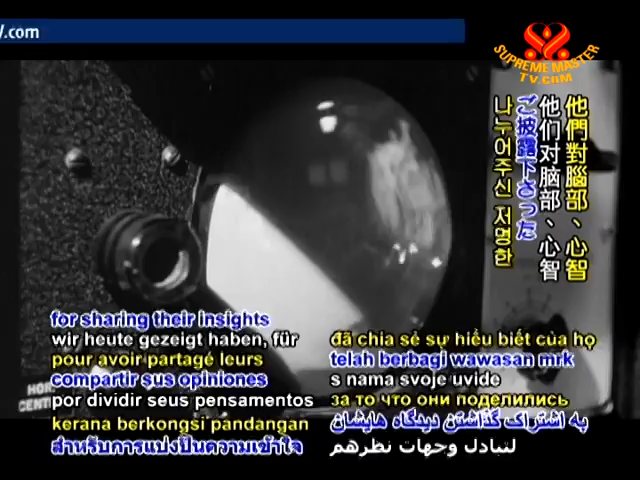 V.com
SUPREME MASTER
TV.COM
他們對腦部、心智
他们对脑部、心智
ご披露下さった
나누어주신 저명한
for sharing their insights
wir heute gezeigt haben, für
pour avoir partagé leurs
compartir sus opiniones
por dividir seus pensamentos
kerana berkongsi pandangan
สำหรับการแบ่งปันความเข้าใจ
đã chia sẻ sự hiểu biết của họ
telah berbagi wawasan mrk
s nama svoje uvide
за то что они поделились
به اشتراک گذاشتن دیدگاه هایشان
لتبادل وجهات نظرهم
HOR
CENT